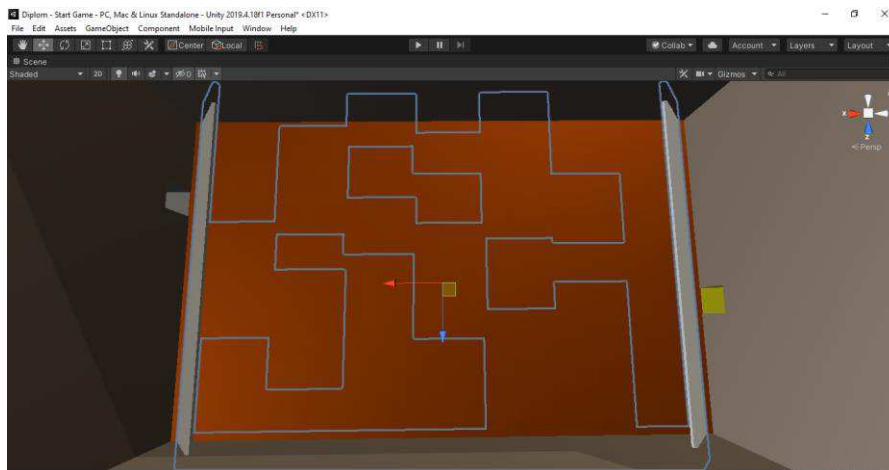 Diplom - Start Game - PC, Mac & Linux Standalone - Unity 2019.4.18f1 Personal* <DX11>
File Edit Assets GameObject Component Mobile Input Window Help
Center Local Collab Account Layers Layout
Scene
Shaded 2D 0 Gizmos All
x
z
Persp